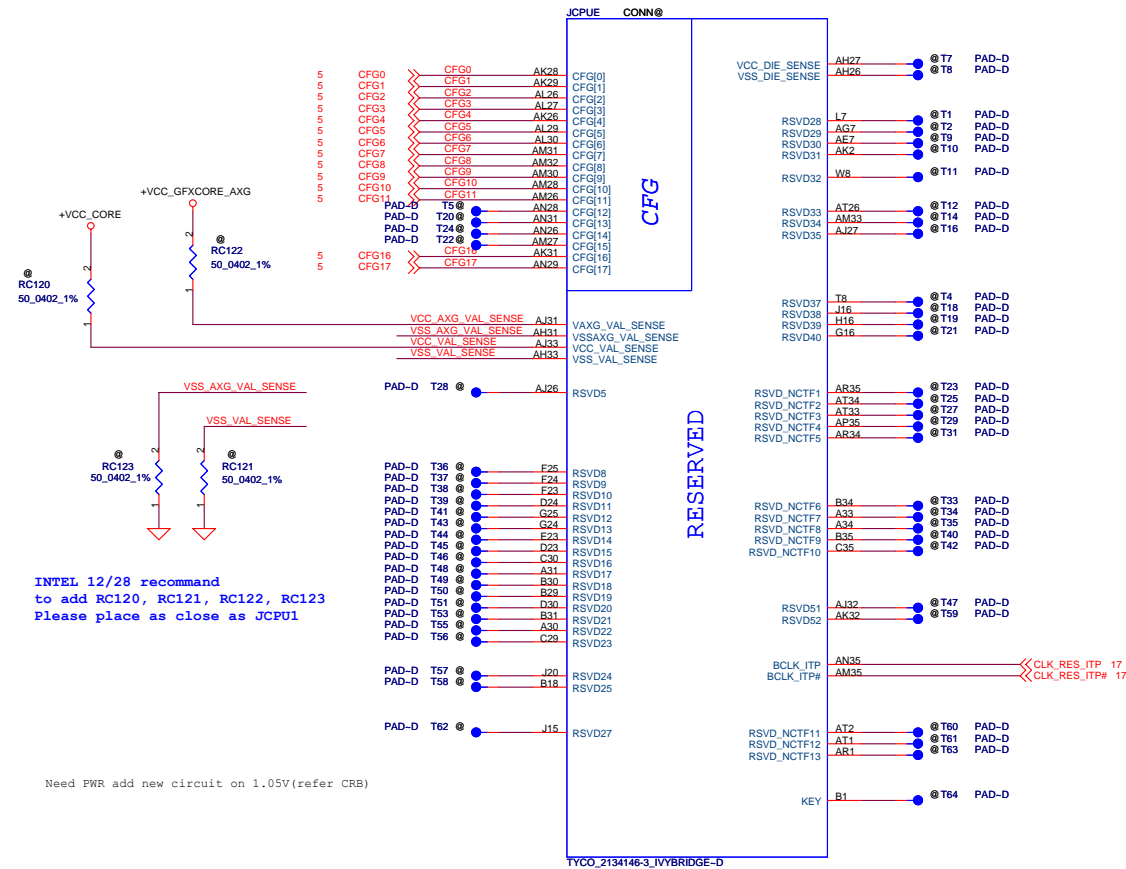 JCPUE CONN@
5 CFG0 CFG0 AK28 CFG[0]
5 CFG1 CFG1 AK29 CFG[1]
5 CFG2 CFG2 AL26 CFG[2]
5 CFG3 CFG3 AL27 CFG[3]
5 CFG4 CFG4 AK26 CFG[4]
5 CFG5 CFG5 AL29 CFG[5]
5 CFG6 CFG6 AL30 CFG[6]
5 CFG7 CFG7 AM31 CFG[7]
5 CFG8 CFG8 AM32 CFG[8]
5 CFG9 CFG9 AM30 CFG[9]
5 CFG10 CFG10 AM28 CFG[10]
5 CFG11 CFG11 AM26 CFG[11]
PAD~D T5@ AN28 CFG[12]
PAD~D T20@ AN31 CFG[13]
PAD~D T24@ AN26 CFG[14]
PAD~D T22@ AM27 CFG[15]
5 CFG16 CFG16 AK31 CFG[16]
5 CFG17 CFG17 AN29 CFG[17]
CFG
+VCC_GFXCORE_AXG
+VCC_CORE
2
@
RC122
50_0402_1%
1
2
@
RC120
50_0402_1%
1
VCC_AXG_VAL_SENSE AJ31 VAXG_VAL_SENSE
VSS_AXG_VAL_SENSE AH31 VSSAXG_VAL_SENSE
VCC_VAL_SENSE AJ33 VCC_VAL_SENSE
VSS_VAL_SENSE AH33 VSS_VAL_SENSE
VSS_AXG_VAL_SENSE
VSS_VAL_SENSE
2
@
RC123
50_0402_1%
1
2
@
RC121
50_0402_1%
1
PAD~D T28 @ AJ26 RSVD5
PAD~D T36 @ F25 RSVD8
PAD~D T37 @ F24 RSVD9
PAD~D T38 @ F23 RSVD10
PAD~D T39 @ D24 RSVD11
PAD~D T41 @ G25 RSVD12
PAD~D T43 @ G24 RSVD13
PAD~D T44 @ E23 RSVD14
PAD~D T45 @ D23 RSVD15
PAD~D T46 @ C30 RSVD16
PAD~D T48 @ A31 RSVD17
PAD~D T49 @ B30 RSVD18
PAD~D T50 @ B29 RSVD19
PAD~D T51 @ D30 RSVD20
PAD~D T53 @ B31 RSVD21
PAD~D T55 @ A30 RSVD22
PAD~D T56 @ C29 RSVD23
PAD~D T57 @ J20 RSVD24
PAD~D T58 @ B18 RSVD25
PAD~D T62 @ J15 RSVD27
INTEL 12/28 recommand
to add RC120, RC121, RC122, RC123
Please place as close as JCPU1
Need PWR add new circuit on 1.05V(refer CRB)
RESERVED
VCC_DIE_SENSE AH27 @T7 PAD~D
VSS_DIE_SENSE AH26 @T8 PAD~D
RSVD28 L7 @T1 PAD~D
RSVD29 AG7 @T2 PAD~D
RSVD30 AE7 @T9 PAD~D
RSVD31 AK2 @T10 PAD~D
RSVD32 W8 @T11 PAD~D
RSVD33 AT26 @T12 PAD~D
RSVD34 AM33 @T14 PAD~D
RSVD35 AJ27 @T16 PAD~D
RSVD37 T8 @T4 PAD~D
RSVD38 J16 @T18 PAD~D
RSVD39 H16 @T19 PAD~D
RSVD40 G16 @T21 PAD~D
RSVD_NCTF1 AR35 @T23 PAD~D
RSVD_NCTF2 AT34 @T25 PAD~D
RSVD_NCTF3 AT33 @T27 PAD~D
RSVD_NCTF4 AP35 @T29 PAD~D
RSVD_NCTF5 AR34 @T31 PAD~D
RSVD_NCTF6 B34 @T33 PAD~D
RSVD_NCTF7 A33 @T34 PAD~D
RSVD_NCTF8 A34 @T35 PAD~D
RSVD_NCTF9 B35 @T40 PAD~D
RSVD_NCTF10 C35 @T42 PAD~D
RSVD51 AJ32 @T47 PAD~D
RSVD52 AK32 @T59 PAD~D
BCLK_ITP AN35 CLK_RES_ITP 17
BCLK_ITP# AM35 CLK_RES_ITP# 17
RSVD_NCTF11 AT2 @T60 PAD~D
RSVD_NCTF12 AT1 @T61 PAD~D
RSVD_NCTF13 AR1 @T63 PAD~D
KEY B1 @T64 PAD~D
TYCO_2134146-3_IVYBRIDGE~D